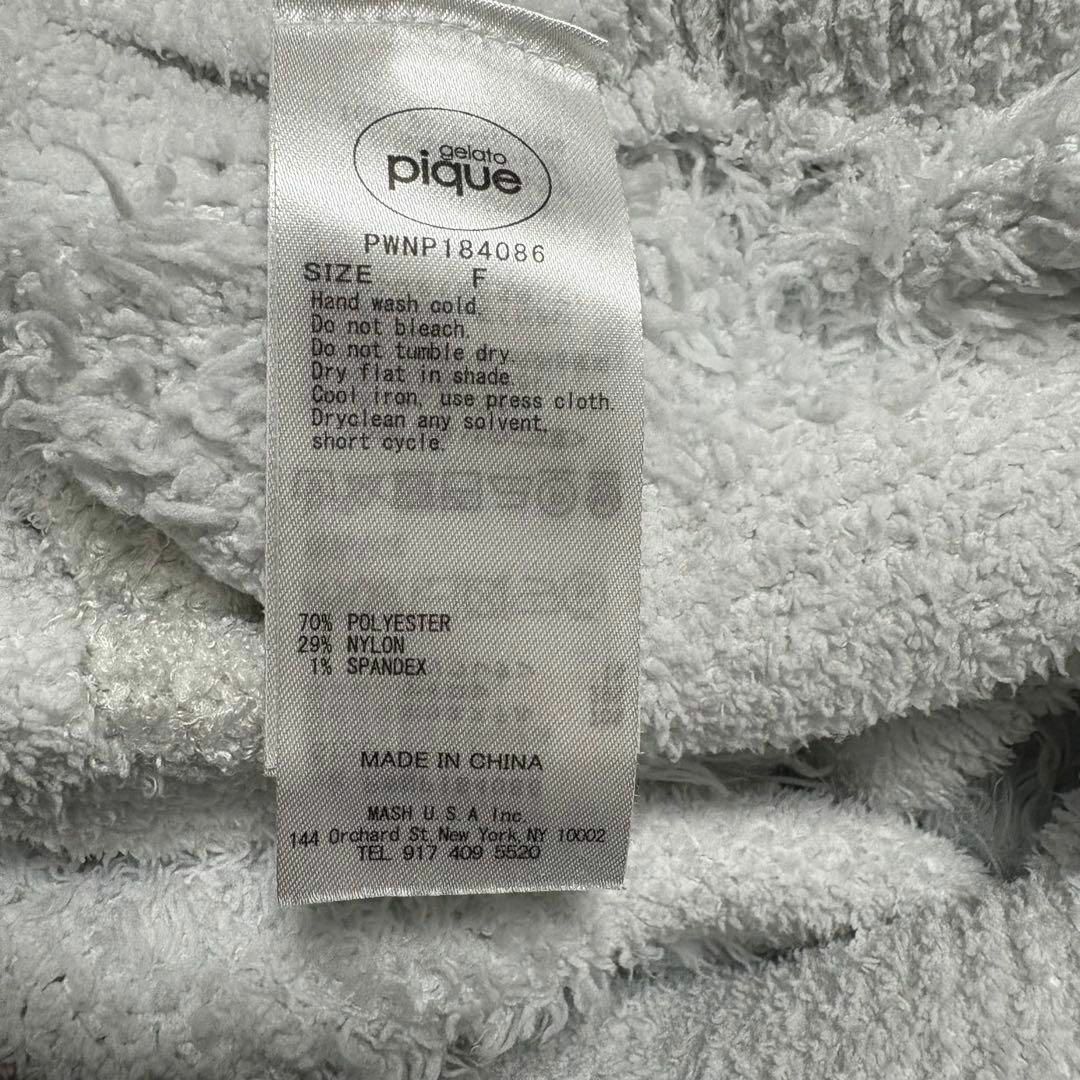 gelato
pique
PWNP184086
SIZE F
Hand wash cold.
Do not bleach.
Do not tumble dry.
Dry flat in shade.
Cool iron, use press cloth.
Dryclean any solvent,
short cycle.
70% POLYESTER
29% NYLON
1% SPANDEX
MADE IN CHINA
MASH U.S.A Inc.
144 Orchard St New York, NY 10002
TEL 917 409 5520